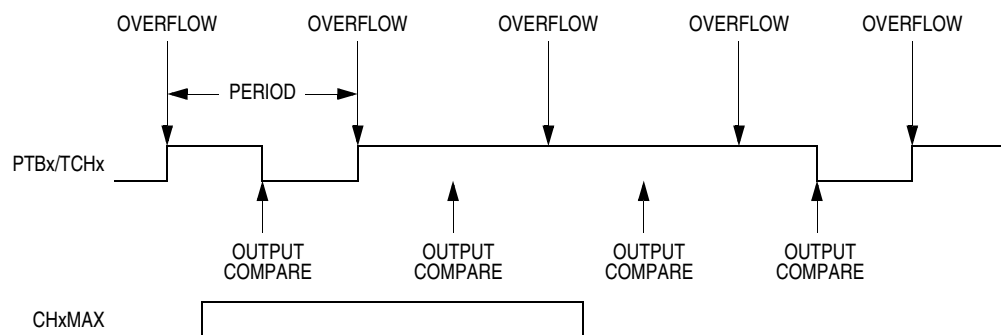 OVERFLOW OVERFLOW OVERFLOW OVERFLOW OVERFLOW
PERIOD
PTBx/TCHx
OUTPUT OUTPUT OUTPUT OUTPUT
COMPARE COMPARE COMPARE COMPARE
CHxMAX